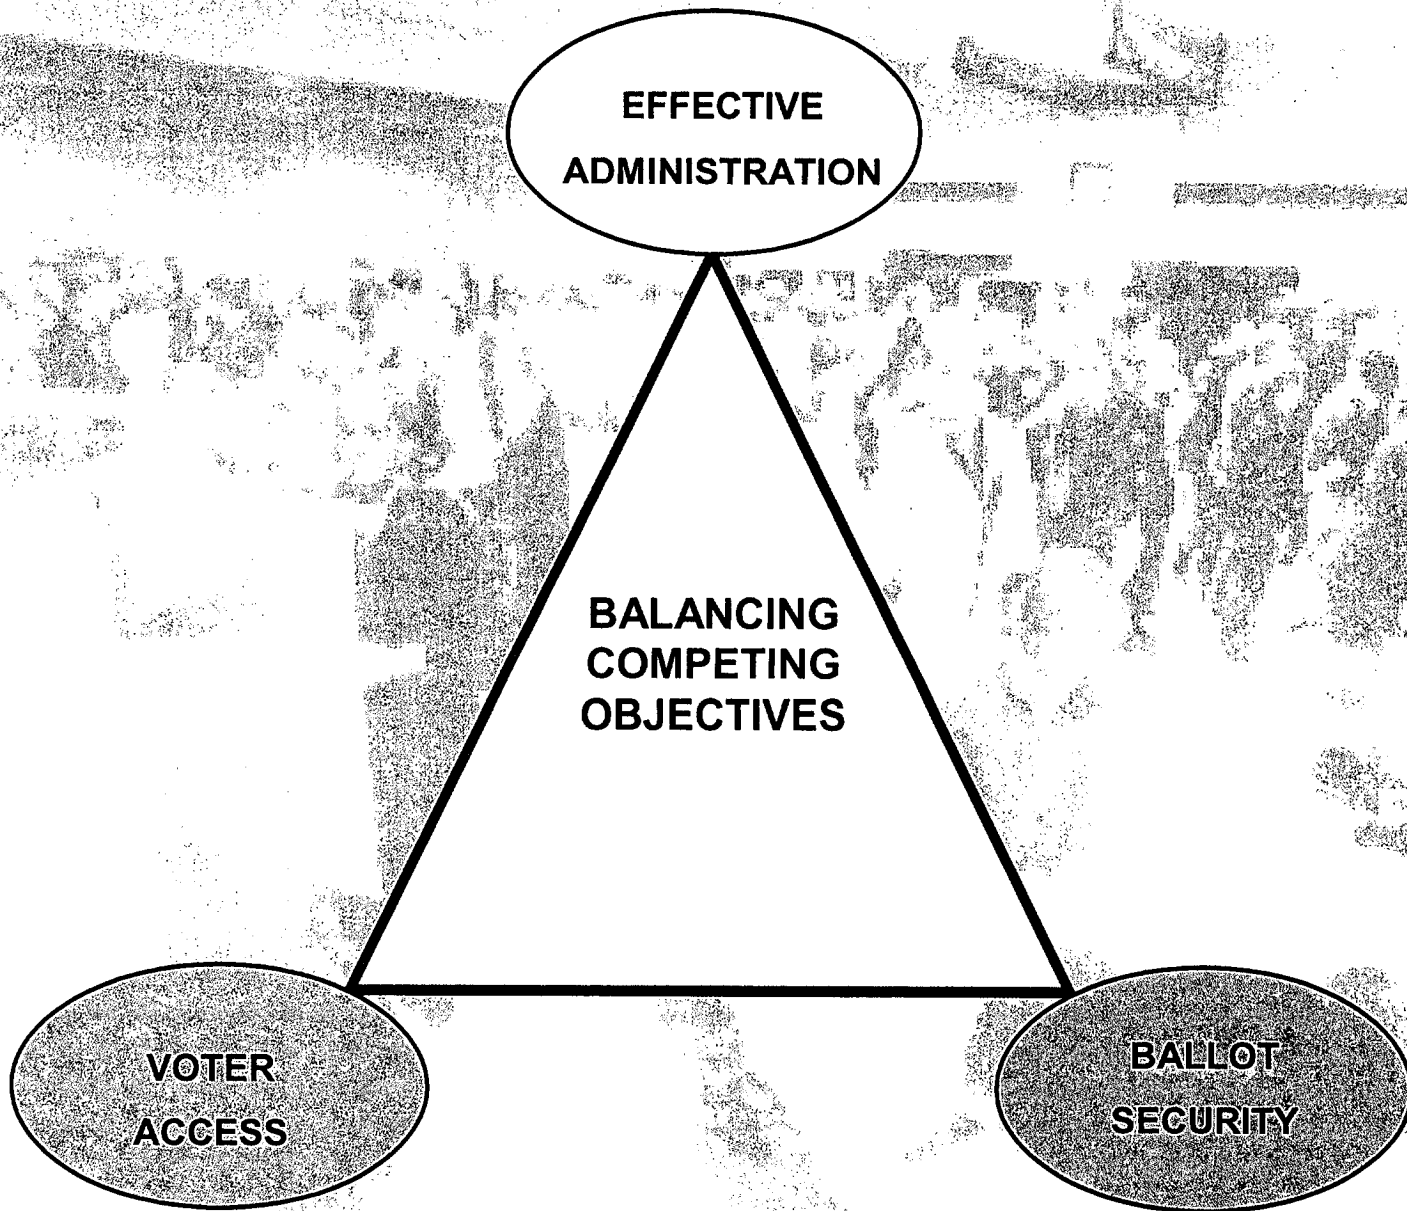 EFFECTIVE
ADMINISTRATION
BALANCING
COMPETING
OBJECTIVES
VOTER
ACCESS
BALLOT
SECURITY